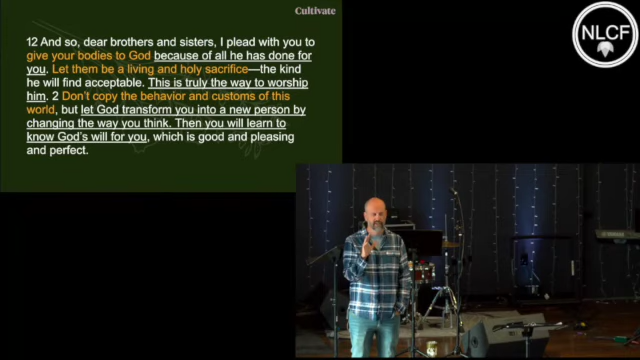 Cultivate
NLCF
12 And so, dear brothers and sisters, I plead with you to
give your bodies to God because of all he has done for
you. Let them be a living and holy sacrifice—the kind
he will find acceptable. This is truly the way to worship
him. 2 Don't copy the behavior and customs of this
world, but let God transform you into a new person by
changing the way you think. Then you will learn to
know God's will for you, which is good and pleasing
and perfect.